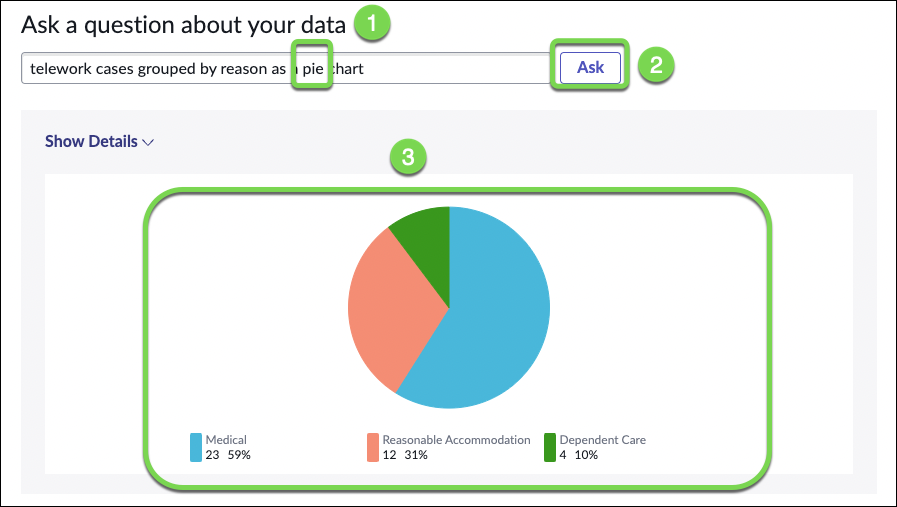 Ask a question about your data 1
telework cases grouped by reason as a pie chart
Ask 2
Show Details
3
Medical
23 59%
Reasonable Accommodation
12 31%
Dependent Care
4 10%